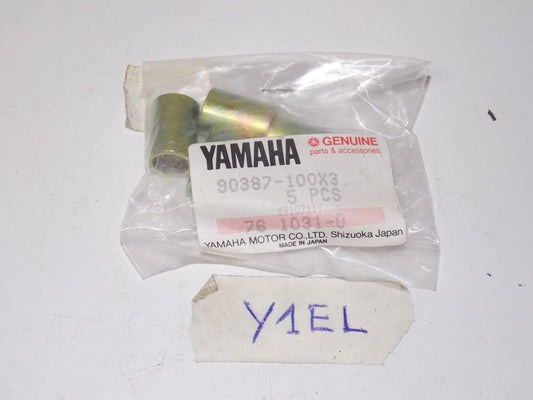 YAMAHA
GENUINE
parts & accessories
90387-100X3
5 PCS
76 1031-0
YAMAHA MOTOR CO.,LTD. Shizuoka Japan
MADE IN JAPAN
Y1EL